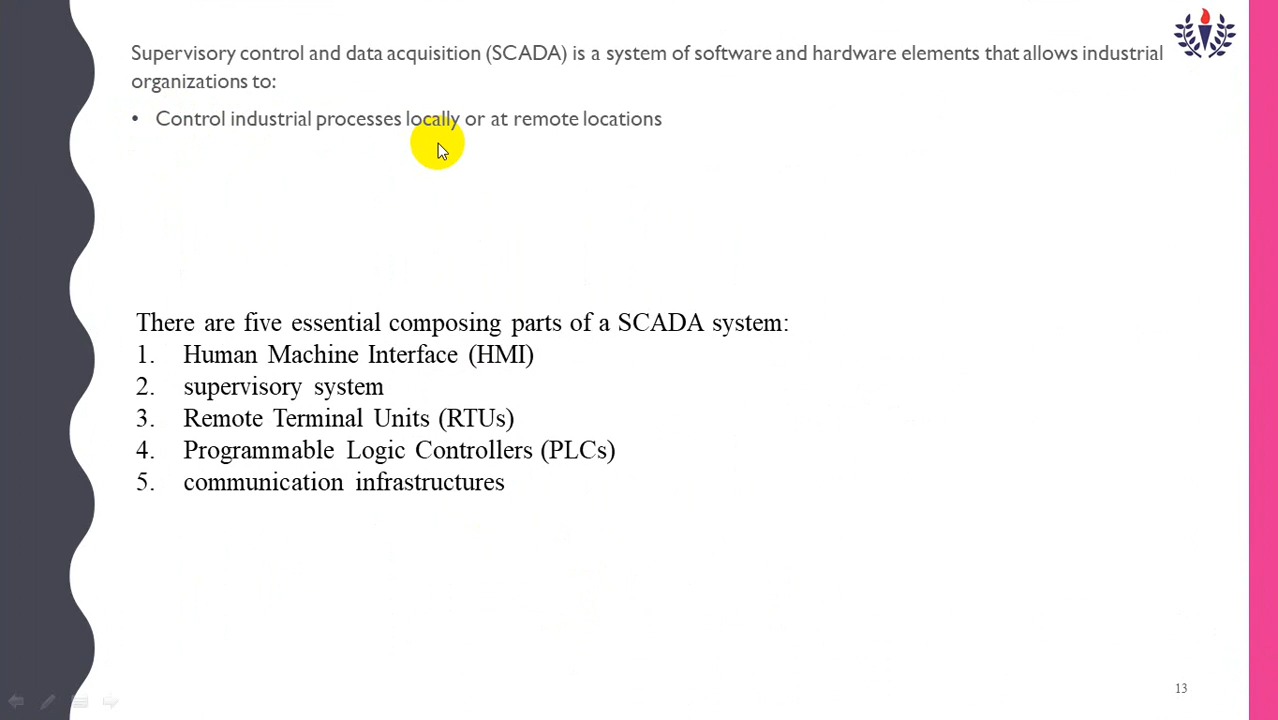 Supervisory control and data acquisition (SCADA) is a system of software and hardware elements that allows industrial
organizations to:
• Control industrial processes locally or at remote locations
There are five essential composing parts of a SCADA system:
1. Human Machine Interface (HMI)
2. supervisory system
3. Remote Terminal Units (RTUs)
4. Programmable Logic Controllers (PLCs)
5. communication infrastructures
13